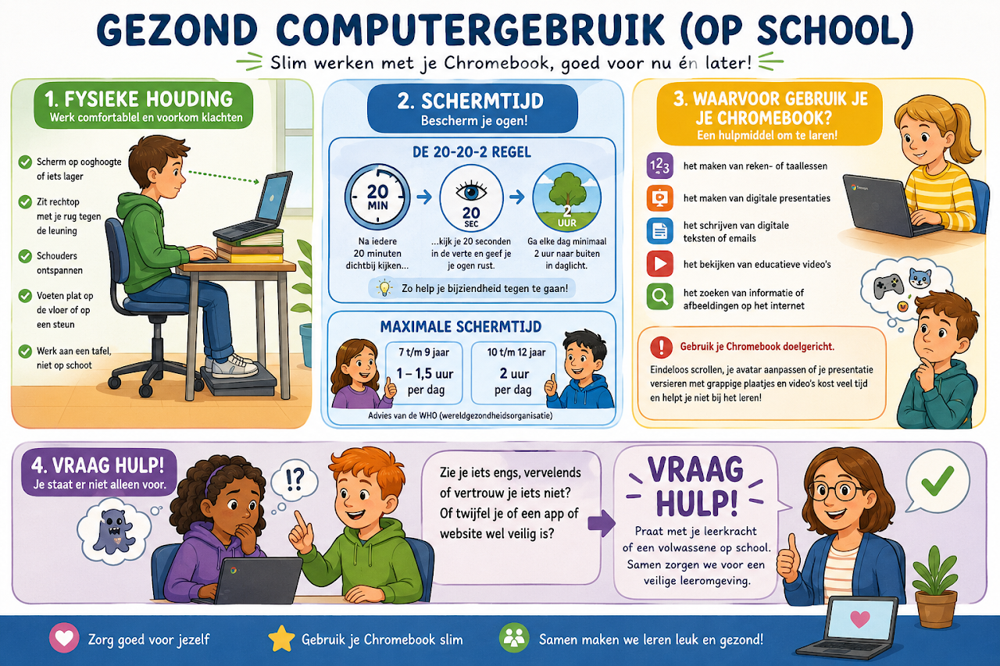 GEZOND COMPUTERGEBRUIK (OP SCHOOL)
Slim werken met je Chromebook, goed voor nu én later!
1. FYSIEKE HOUDING
Werk comfortabel en voorkom klachten
Scherm op ooghoogte
of iets lager
Zit rechtop
met je rug tegen
de leuning
Schouders
ontspannen
Voeten plat op
de vloer of op
een steun
Werk aan een tafel,
niet op schoot
2. SCHERMTIJD
Bescherm je ogen!
DE 20-20-2 REGEL
20
MIN
20
SEC
2
UUR
Na iedere
20 minuten
dichtbij kijken...
...kijk je 20 seconden
in de verte en geef je
je ogen rust.
Ga elke dag minimaal
2 uur naar buiten
in daglicht.
Zo help je bijziendheid tegen te gaan!
MAXIMALE SCHERMTIJD
7 t/m 9 jaar
1 – 1,5 uur
per dag
10 t/m 12 jaar
2 uur
per dag
Advies van de WHO (wereldgezondheidsorganisatie)
3. WAARVOOR GEBRUIK JE
JE CHROMEBOOK?
Een hulpmiddel om te leren!
123
het maken van reken- of taallessen
het maken van digitale presentaties
het schrijven van digitale
teksten of emails
het bekijken van educatieve video's
het zoeken van informatie of
afbeeldingen op het internet
! Gebruik je Chromebook doelgericht.
Eindeloos scrollen, je avatar aanpassen of je presentatie
versieren met grappige plaatjes en video's kost veel tijd
en helpt je niet bij het leren!
4. VRAAG HULP!
Je staat er niet alleen voor.
!?
Zie je iets engs, vervelends
of vertrouw je iets niet?
Of twijfel je of een app of
website wel veilig is?
VRAAG
HULP!
Praat met je leerkracht
of een volwassene op school.
Samen zorgen we voor een
veilige leeromgeving.
Zorg goed voor jezelf
Gebruik je Chromebook slim
Samen maken we leren leuk en gezond!